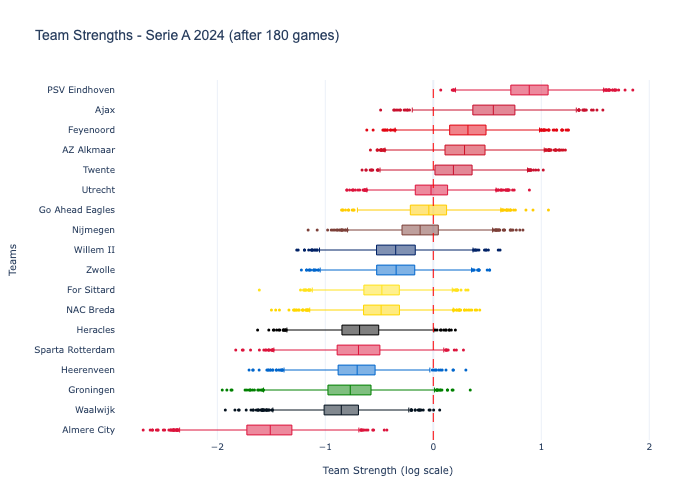 Team Strengths - Serie A 2024 (after 180 games)
PSV Eindhoven
Ajax
Feyenoord
AZ Alkmaar
Twente
Utrecht
Go Ahead Eagles
Nijmegen
Willem II
Zwolle
For Sittard
NAC Breda
Heracles
Sparta Rotterdam
Heerenveen
Groningen
Waalwijk
Almere City
Teams
−2 −1 0 1 2
Team Strength (log scale)